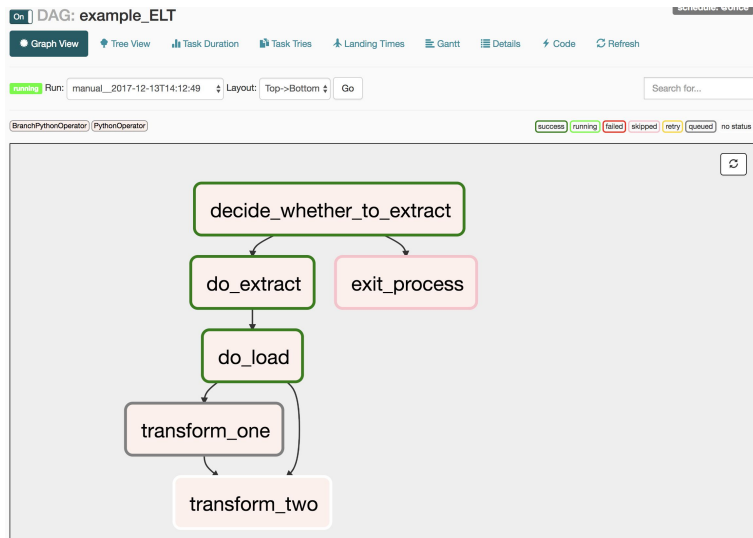 schedule: @once
On DAG: example_ELT
Graph View Tree View Task Duration Task Tries Landing Times Gantt Details Code Refresh
running Run: manual__2017-12-13T14:12:49 Layout: Top->Bottom Go Search for...
BranchPythonOperator PythonOperator success running failed skipped retry queued no status
decide_whether_to_extract
do_extract exit_process
do_load
transform_one
transform_two